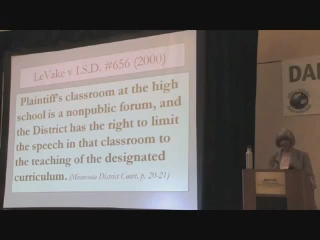 LeVake v I.S.D. #656 (2000)
Plaintiff's classroom at the high
school is a nonpublic forum, and
the District has the right to limit
the speech in that classroom to
the teaching of the designated
curriculum. (Minnesota District Court, p. 20-21)